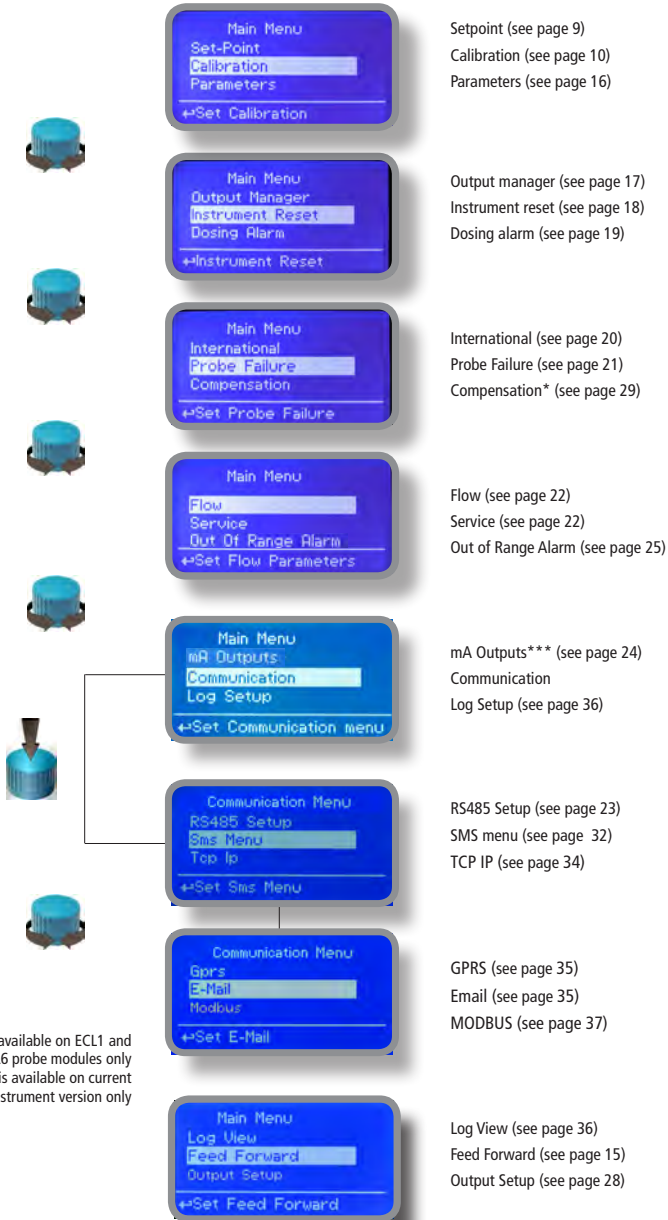 Main Menu
Set-Point
Calibration
Parameters
↵Set Calibration
Setpoint (see page 9)
Calibration (see page 10)
Parameters (see page 16)
Main Menu
Output Manager
Instrument Reset
Dosing Alarm
↵Instrument Reset
Output manager (see page 17)
Instrument reset (see page 18)
Dosing alarm (see page 19)
Main Menu
International
Probe Failure
Compensation
↵Set Probe Failure
International (see page 20)
Probe Failure (see page 21)
Compensation* (see page 29)
Main Menu
Flow
Service
Out Of Range Alarm
↵Set Flow Parameters
Flow (see page 22)
Service (see page 22)
Out of Range Alarm (see page 25)
Main Menu
mA Outputs
Communication
Log Setup
↵Set Communication menu
mA Outputs*** (see page 24)
Communication
Log Setup (see page 36)
Communication Menu
RS485 Setup
Sms Menu
Tcp Ip
↵Set Sms Menu
RS485 Setup (see page 23)
SMS menu (see page 32)
TCP IP (see page 34)
Communication Menu
Gprs
E-Mail
Modbus
↵Set E-Mail
GPRS (see page 35)
Email (see page 35)
MODBUS (see page 37)
available on ECL1 and
6 probe modules only
is available on current
strument version only
Main Menu
Log View
Feed Forward
Output Setup
↵Set Feed Forward
Log View (see page 36)
Feed Forward (see page 15)
Output Setup (see page 28)